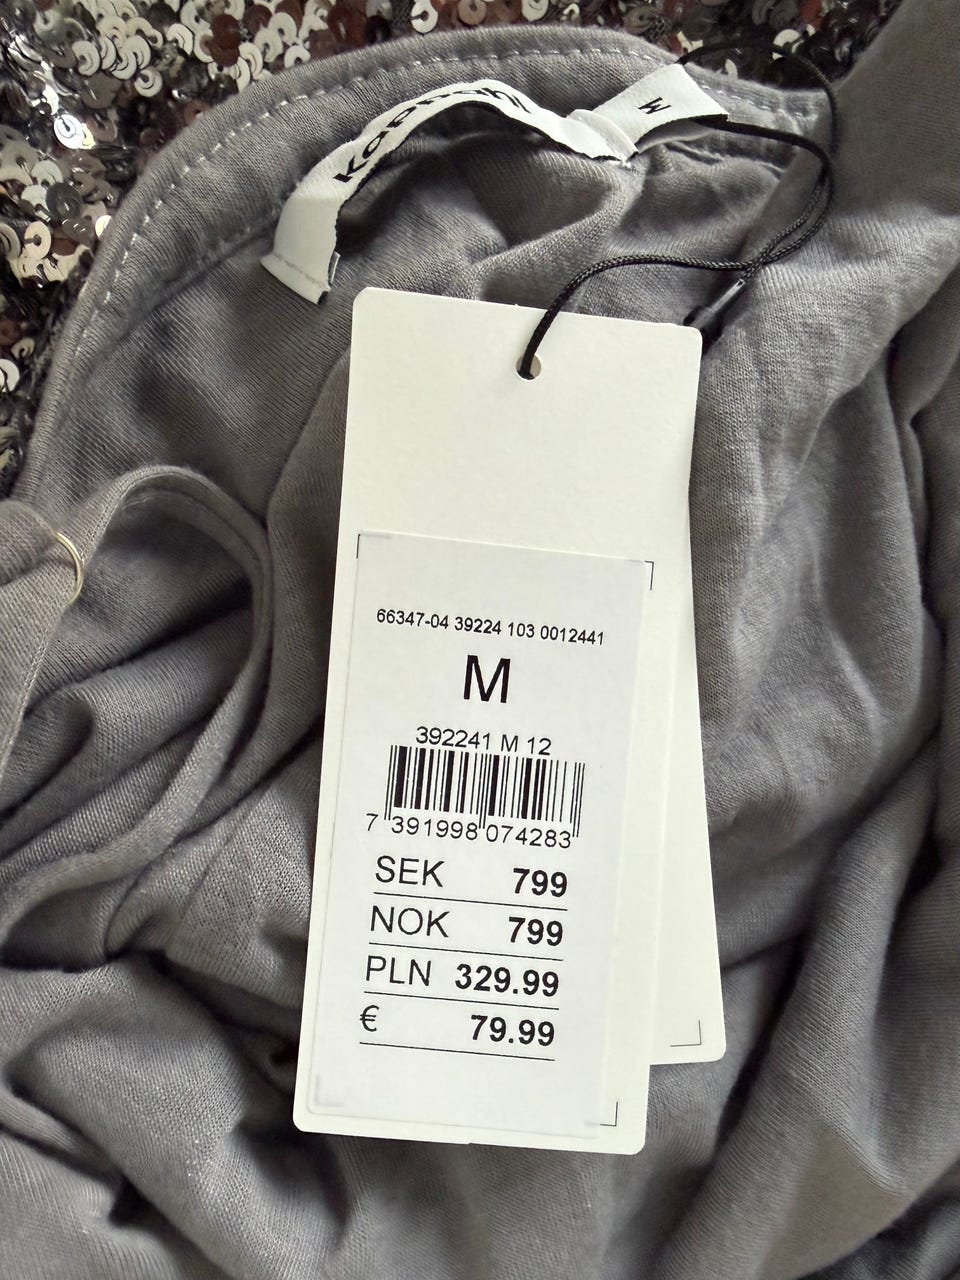 KappAhl
M
66347-04 39224 103 0012441
M
392241 M 12
7 391998 074283
SEK 799
NOK 799
PLN 329.99
€ 79.99